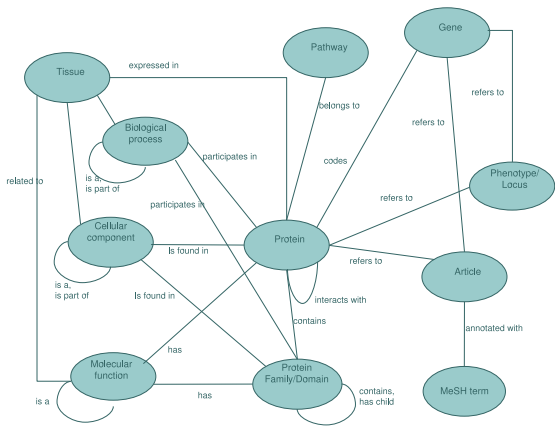 Gene
Pathway
Tissue
expressed in
refers to
belongs to
refers to
Biological
process
participates in
codes
is a,
is part of
related to
Phenotype/
Locus
participates in
refers to
Cellular
component
Protein
Is found in
refers to
Article
is a,
is part of
Is found in
interacts with
contains
annotated with
has
Molecular
function
Protein
Family/Domain
has
contains,
has child
MeSH term
is a